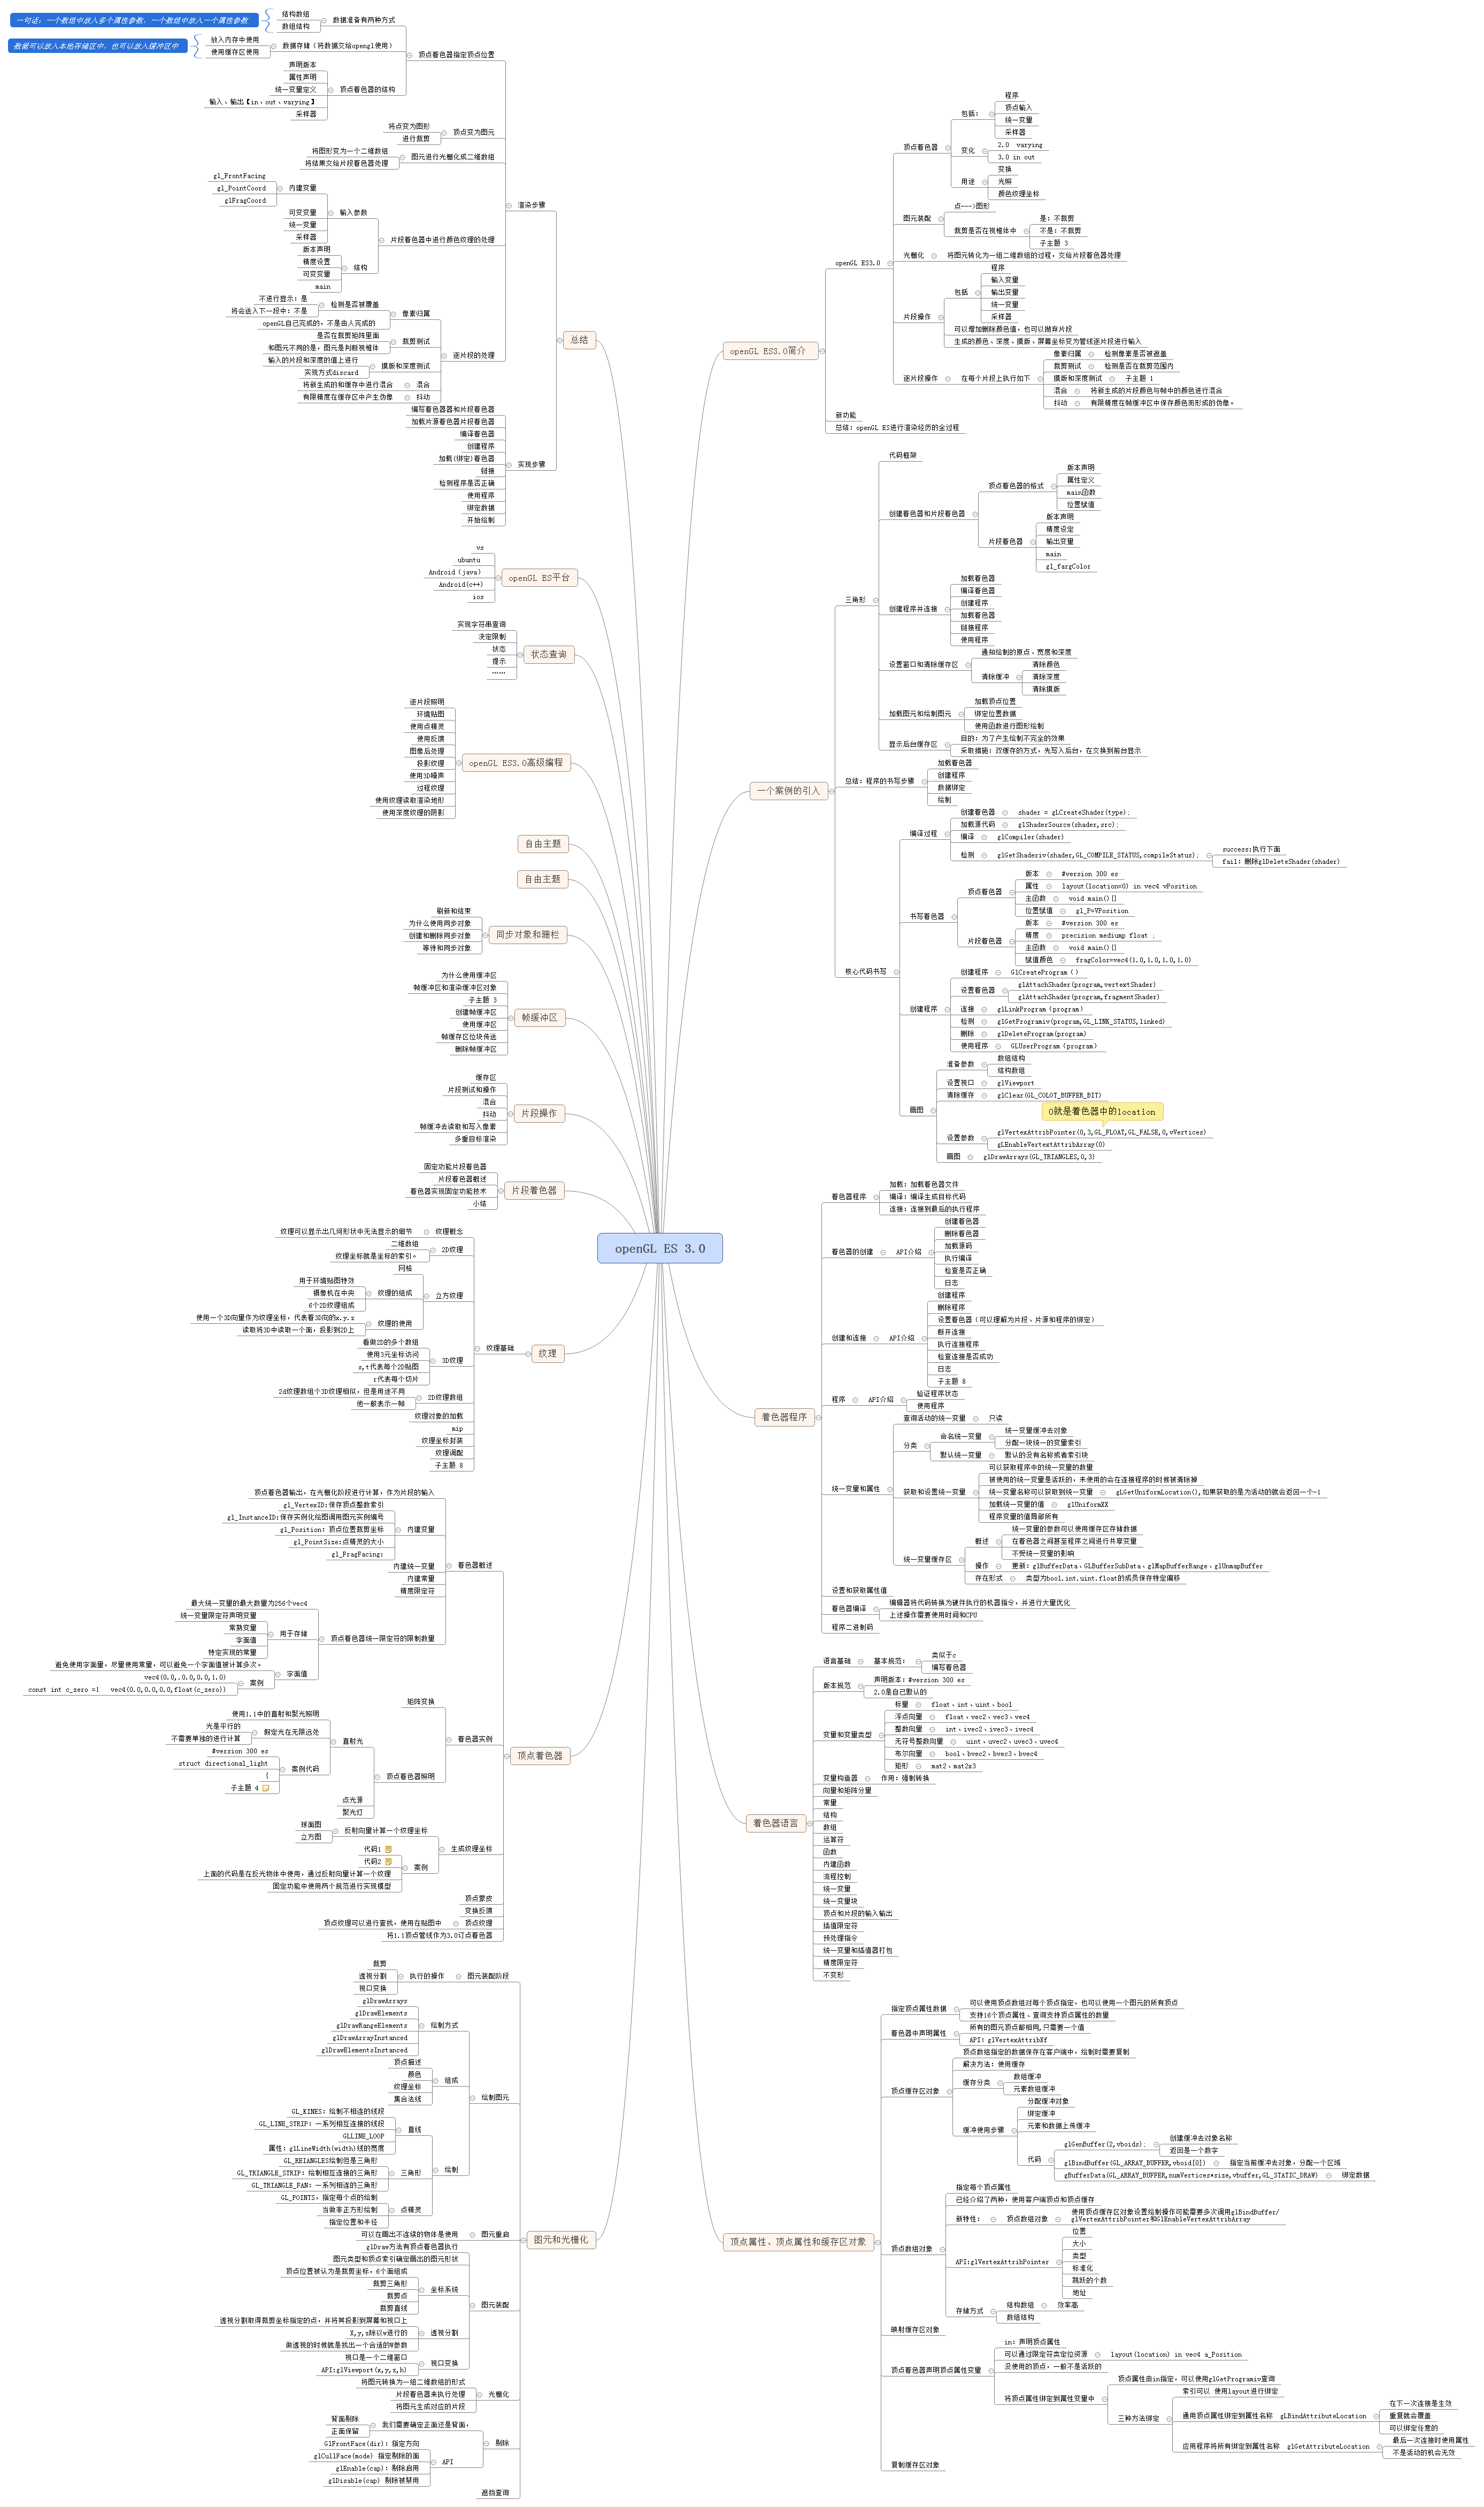 openGL ES 3.0
openGL ES3.0简介
openGL ES3.0
顶点着色器
包括：
程序
顶点输入
统一变量
采样器
变化
2.0 varying
3.0 in out
用途
变换
光照
颜色纹理坐标
图元装配
点--->图形
裁剪是否在视椎体中
是：不裁剪
不是：不裁剪
子主题 3
光栅化
将图元转化为一组二维数组的过程，交给片段着色器处理
片段操作
包括
程序
输入变量
输出变量
统一变量
采样器
可以增加删除颜色值，也可以抛弃片段
生成的颜色、深度、摸版、屏幕坐标变为管线逐片段进行输入
逐片段操作
在每个片段上执行如下
像素归属
检测像素是否被遮盖
裁剪测试
检测是否在裁剪范围内
摸版和深度测试
子主题 1
混合
将新生成的片段颜色与帧中的颜色进行混合
抖动
有限精度在帧缓冲区中保存颜色而形成的伪像。
新功能
总结：openGL ES进行渲染经历的全过程
一个案例的引入
三角形
代码框架
创建着色器和片段着色器
顶点着色器的格式
版本声明
属性定义
main函数
位置赋值
片段着色器
版本声明
精度设定
输出变量
main
gl_fargColor
创建程序并连接
加载着色器
编译着色器
创建程序
加载着色器
链接程序
使用程序
设置窗口和清除缓存区
通知绘制的原点、宽度和深度
清除缓冲
清除颜色
清除深度
清除摸版
加载图元和绘制图元
加载顶点位置
绑定位置数据
使用函数进行图形绘制
显示后台缓存区
目的：为了产生绘制不完全的效果
采取措施：双缓存的方式，先写入后台，在交换到前台显示
总结：程序的书写步骤
加载着色器
创建程序
数据绑定
绘制
核心代码书写
编译过程
创建着色器
shader = gLCreateShader(type);
加载源代码
glShaderSource(shader,src);
编译
glCompiler(shader)
检测
glGetShaderiv(shader,GL_COMPILE_STATUS,compileStatus);
success:执行下面
fail：删除glDeleteShader(shader)
书写着色器
顶点着色器
版本
#version 300 es
属性
layout(location=0) in vec4 vPosition
主函数
void main(){}
位置赋值
gl_P=VPosition
片段着色器
版本
#version 300 es
精度
precision mediump float ;
主函数
void main(){}
赋值颜色
fragColor=vec4(1.0,1.0,1.0,1.0)
创建程序
创建程序
GlCreateProgram（）
设置着色器
glAttachShader(program,vertextShader)
glAttachShader(program,fragmentShader)
连接
glLinkProgram（program）
检测
glGetProgramiv(program,GL_LINK_STATUS,linked)
删除
glDeleteProgram(program)
使用程序
GLUserProgram（program）
画图
准备参数
数组结构
结构数组
设置视口
glViewport
清除缓存
glClear(GL_COLOT_BUFFER_BIT)
0就是着色器中的location
设置参数
glVertexAttribPointer(0,3,GL_FLOAT,GL_FALSE,0,vVertices)
gLEnableVertextAttribArray(0)
画图
glDrawArrays(GL_TRIANGLES,0,3)
着色器程序
着色器程序
加载：加载着色器文件
编译：编译生成目标代码
连接：连接到最后的执行程序
着色器的创建
API介绍
创建着色器
删除着色器
加载源码
执行编译
检查是否正确
日志
创建和连接
API介绍
创建程序
删除程序
设置着色器（可以理解为片段、片源和程序的绑定）
断开连接
执行连接程序
检查连接是否成功
日志
子主题 8
程序
API介绍
验证程序状态
使用程序
统一变量和属性
查询活动的统一变量
只读
分类
命名统一变量
统一变量缓冲去对象
分配一块统一的变量索引
默认统一变量
默认的没有名称或者索引块
获取和设置统一变量
可以获取程序中的统一变量的数量
被使用的统一变量是活跃的，未使用的会在连接程序的时候被清除掉
统一变量名称可以获取到统一变量
gLGetUniformLocation(),如果获取的是为活动的就会返回一个-1
加载统一变量的值
glUniformXX
程序变量的值局部所有
统一变量缓存区
概述
统一变量的参数可以使用缓存区存储数据
在着色器之间甚至程序之间进行共享变量
不受统一变量的影响
操作
更新：glBufferData、GLBufferSubData、glMapBufferRange、glUnmapBuffer
存在形式
类型为bool.int.uint.float的成员保存特定偏移
设置和获取属性值
着色器编译
编辑器将代码转换为硬件执行的机器指令，并进行大量优化
上述操作需要使用时间和CPU
程序二进制码
着色器语言
语言基础
基本规范：
类似于c
编写着色器
版本规范
声明版本：#version 300 es
2.0是自己默认的
变量和变量类型
标量
float、int、uint、bool
浮点向量
float、vec2、vec3、vec4
整数向量
int、ivec2、ivec3、ivec4
无符号整数向量
uint、uvec2、uvec3、uvec4
布尔向量
bool、bvec2、bvec3、bvec4
矩形
mat2、mat2x3
变量构造器
作用：强制转换
向量和矩阵分量
常量
结构
数组
运算符
函数
内建函数
流程控制
统一变量
统一变量块
顶点和片段的输入输出
插值限定符
预处理指令
统一变量和插值器打包
精度限定符
不变形
顶点属性、顶点属性和缓存区对象
指定顶点属性数据
可以使用顶点数组对每个顶点指定，也可以使用一个图元的所有顶点
支持16个顶点属性、查询支持顶点属性的数量
着色器中声明属性
所有的图元顶点都相同,只需要一个值
API：glVertexAttribXf
顶点缓存区对象
顶点数组指定的数据保存在客户端中，绘制时需要复制
解决方法：使用缓存
缓存分类
数组缓冲
元素数组缓冲
缓冲使用步骤
分配缓冲对象
绑定缓冲
元素和数据上传缓冲
代码
glGenBuffer(2,vboids);
创建缓冲去对象名称
返回是一个数字
glBindBuffer(GL_ARRAY_BUFFER,vboid[0])
指定当前缓冲去对象，分配一个区域
gBufferData(GL_ARRAY_BUFFER,numVertices*size,vbuffer,GL_STATIC_DRAW)
绑定数据
顶点数组对象
指定每个顶点属性
已经介绍了两种，使用客户端顶点和顶点缓存
新特性：
顶点数组对象
使用顶点缓存区对象设置绘制操作可能需要多次调用glBindBuffer/
glVertexAttribPointer和GlEnableVertexAttribArray
API:glVertexAttribPointer
位置
大小
类型
标准化
跳跃的个数
地址
存储方式
结构数组
效率高
数组结构
映射缓存区对象
顶点着色器声明顶点属性变量
in：声明顶点属性
可以通过限定符类定位资源
layout(location) in vec4 a_Position
没使用的顶点，一般不是活跃的
将顶点属性绑定到属性变量中
顶点属性由in指定，可以使用glGetProgramiv查询
三种方法绑定
索引可以 使用layout进行绑定
通用顶点属性绑定到属性名称
gLBindAttributeLocation
在下一次连接是生效
重复就会覆盖
可以绑定任意的
应用程序将所有绑定到属性名称
glGetAttributeLocation
最后一次连接时使用属性
不是活动的机会无效
复制缓存区对象
总结
渲染步骤
顶点着色器指定顶点位置
数据准备有两种方式
结构数组
数组结构
一句话：一个数组中放入多个属性参数、一个数组中放入一个属性参数
数据存储（将数据交给opengl使用）
放入内存中使用
使用缓存区使用
数据可以放入本地存储区中，也可以放入缓冲区中
顶点着色器的结构
声明版本
属性声明
统一变量定义
输入、输出【in、out、varying】
采样器
顶点变为图元
将点变为图形
进行裁剪
图元进行光栅化成二维数组
将图形变为一个二维数组
将结果交给片段着色器处理
片段着色器中进行颜色纹理的处理
输入参数
内建变量
gl_FrontFacing
gl_PointCoord
glFragCoord
可变变量
统一变量
采样器
结构
版本声明
精度设置
可变变量
main
逐片段的处理
像素归属
检测是否被覆盖
不进行显示：是
将会送入下一段中：不是
openGL自己完成的，不是由人完成的
裁剪测试
是否在裁剪矩阵里面
和图元不同的是，图元是判断视椎体
摸版和深度测试
输入的片段和深度的值上进行
实现方式discard
混合
将新生成的和缓存中进行混合
抖动
有限精度在缓存区中产生伪像
实现步骤
编写着色器器和片段着色器
加载片源着色器片段着色器
编译着色器
创建程序
加载(绑定)着色器
链接
检测程序是否正确
使用程序
绑定数据
开始绘制
openGL ES平台
vs
ubuntu
Android（java）
Android(c++)
ios
状态查询
实现字符串查询
决定限制
状态
提示
……
openGL ES3.0高级编程
逐片段照明
环境贴图
使用点精灵
使用反馈
图像后处理
投影纹理
使用3D噪声
过程纹理
使用纹理读取渲染地形
使用深度纹理的阴影
自由主题
自由主题
同步对象和珊栏
刷新和结束
为什么使用同步对象
创建和删除同步对象
等待和同步对象
帧缓冲区
为什么使用缓冲区
帧缓冲区和渲染缓冲区对象
子主题 3
创建帧缓冲区
使用缓冲区
帧缓存区位块传送
删除帧缓冲区
片段操作
缓存区
片段测试和操作
混合
抖动
帧缓冲去读取和写入像素
多重目标渲染
片段着色器
固定功能片段着色器
片段着色器概述
着色器实现固定功能技术
小结
纹理
纹理基础
纹理概念
纹理可以显示出几何形状中无法显示的细节
2D纹理
二维数组
纹理坐标就是坐标的索引。
立方纹理
网格
纹理的组成
用于环境贴图特效
摄像机在中央
6个2D纹理组成
纹理的使用
使用一个3D向量作为纹理坐标，代表着3D向的x.y.z
读取将3D中读取一个面，投影到2D上
3D纹理
看做2D的多个数组
使用3元坐标访问
s,t代表每个2D贴图
r代表每个切片
2D纹理数组
2d纹理数组个3D纹理相似，但是用途不同
他一般表示一帧
纹理对象的加载
mip
纹理坐标封装
纹理调配
子主题 8
顶点着色器
着色器概述
顶点着色器输出，在光栅化阶段进行计算，作为片段的输入
内建变量
gl_VertexID:保存顶点整数索引
gl_InstanceID:保存实例化绘图调用图元实例编号
gl_Position：顶点位置裁剪坐标
gl_PointSize:点精灵的大小
gl_FragFacing:
内建统一变量
内建常量
精度限定符
顶点着色器统一限定符的限制数量
用于存储
最大统一变量的最大数量为256个vec4
统一变量限定符声明变量
常熟变量
字面值
特定实现的常量
字面值
避免使用字面量，尽量使用常量，可以避免一个字面值被计算多次。
案例
vec4(0.0,.0.0,0.0,1.0)
const int c_zero =1  vec4(0.0,0.0,0.0,float(c_zero))
着色器实例
矩阵变换
顶点着色器照明
直射光
使用1.1中的直射和聚光照明
假定光在无限远处
光是平行的
不需要单独的进行计算
案例代码
#version 300 es
struct directional_light
{
子主题 4
点光源
聚光灯
生成纹理坐标
反射向量计算一个纹理坐标
球面图
立方图
案例
代码1
代码2
上面的代码是在反光物体中使用，通过反射向量计算一个纹理
固定功能中使用两个规范进行实现模型
顶点蒙皮
变换反馈
顶点纹理
顶点纹理可以进行查找，使用在贴图中
将1.1顶点管线作为3.0订点着色器
图元和光栅化
图元装配阶段
执行的操作
裁剪
透视分割
视口变换
绘制图元
绘制方式
glDrawArrays
glDrawElements
glDrawRangeElements
glDrawArrayInstanced
glDrawElementsInstanced
组成
顶点描述
颜色
纹理坐标
集合法线
绘制
直线
GL_KINES：绘制不相连的线段
GL_LINE_STRIP：一系列相互连接的线段
GLLINE_LOOP
属性：glLineWidth(width)线的宽度
三角形
GL_REIANGLES绘制但是三角形
GL_TRIANGLE_STRIP：绘制相互连接的三角形
GL_TRIANGLE_FAN：一系列相连的三角形
点精灵
GL_POINTS，指定每个点的绘制
当做非正方形绘制
指定位置和半径
图元重启
可以在画出不连续的物体是使用
图元装配
glDraw方法有顶点着色器执行
图元类型和顶点索引确定画出的图元形状
坐标系统
顶点位置被认为是裁剪坐标，6个面组成
裁剪三角形
裁剪点
裁剪直线
透视分割
透视分割取得裁剪坐标指定的点，并将其投影到屏幕和视口上
X,y,z除以w进行的
做透视的时候就是找出一个合适的W参数
视口变换
视口是一个二维窗口
API:glViewport(x,y,z,h)
光栅化
将图元转换为一组二维数组的形式
片段着色器来执行处理
将图元生成对应的片段
剔除
我们需要确定正面还是背面，
背面剔除
正面保留
API
GlFrontFace(dir)：指定方向
glCullFace(mode) 指定剔除的面
glEnable(cap)：剔除启用
glDisable(cap) 剔除被禁用
遮挡查询